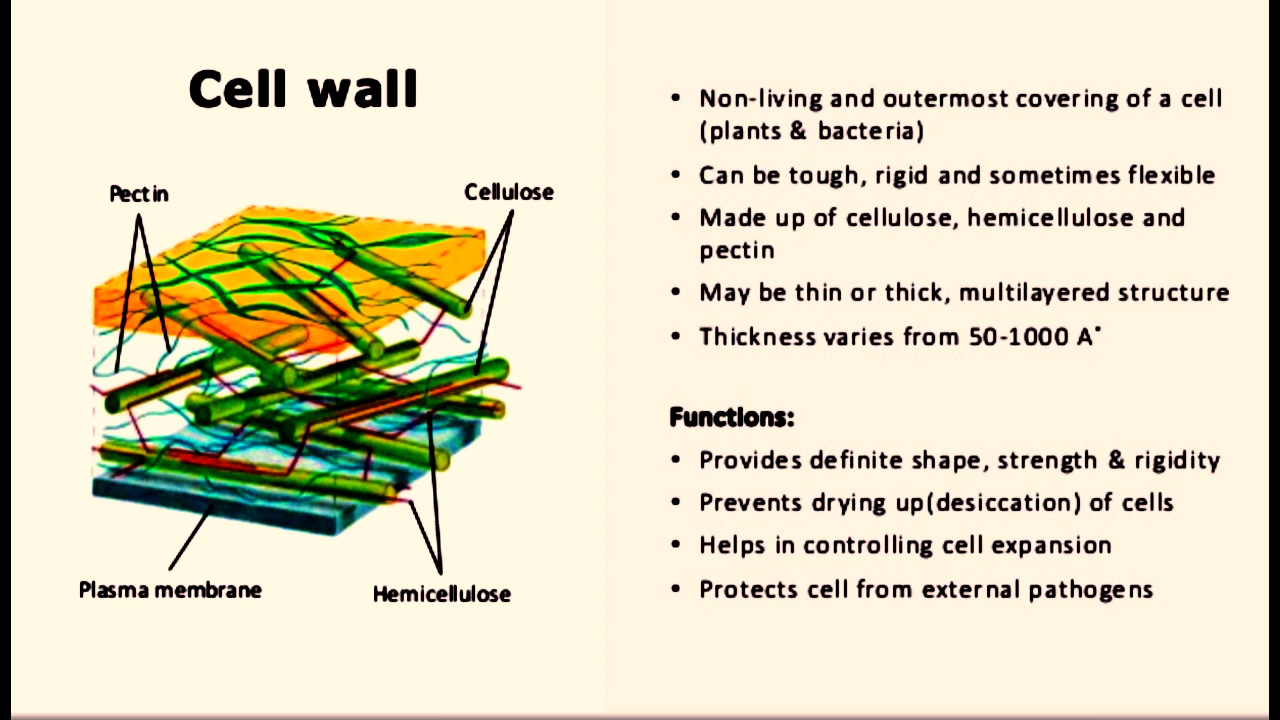 Cell wall
Pectin
Cellulose
Plasma membrane
Hemicellulose
• Non-living and outermost covering of a cell
(plants & bacteria)
• Can be tough, rigid and sometimes flexible
• Made up of cellulose, hemicellulose and
pectin
• May be thin or thick, multilayered structure
• Thickness varies from 50-1000 A°
Functions:
• Provides definite shape, strength & rigidity
• Prevents drying up(desiccation) of cells
• Helps in controlling cell expansion
• Protects cell from external pathogens